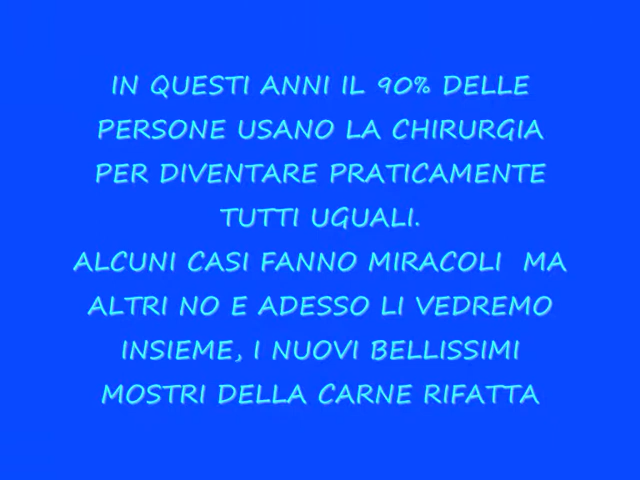 IN QUESTI ANNI IL 90% DELLE
PERSONE USANO LA CHIRURGIA
PER DIVENTARE PRATICAMENTE
TUTTI UGUALI.
ALCUNI CASI FANNO MIRACOLI  MA
ALTRI NO E ADESSO LI VEDREMO
INSIEME, I NUOVI BELLISSIMI
MOSTRI DELLA CARNE RIFATTA